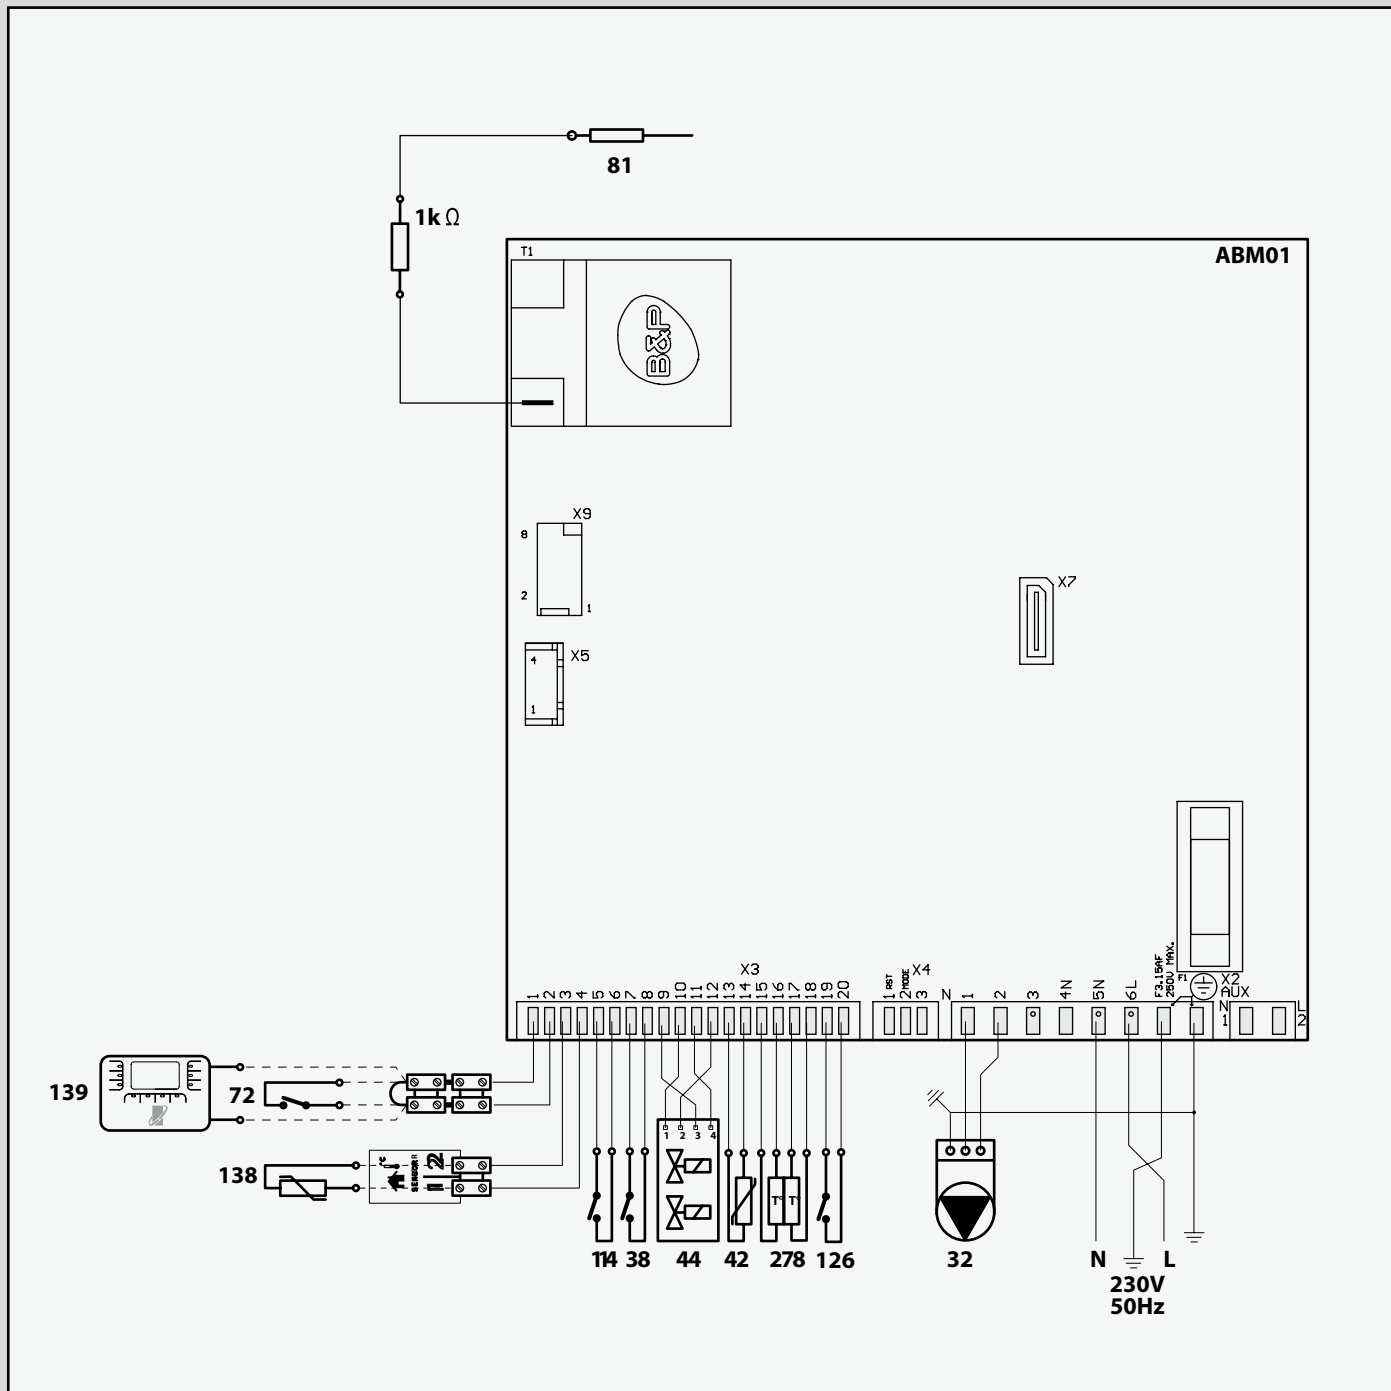 81
1k Ω
T1
ABM01
B&P
X9
8
2
1
X7
X5
4
1
F3.15AF
250V MAX.
F1
X3
RST
MODE
X4
X2
AUX
1 2 3 4 5 6 7 8 9 10 11 12 13 14 15 16 17 18 19 20
1 2 3
N 1 2 3 4N 5N 6L
N L
1 2
139
72
138
°C
SENSOR
1 2 3 4
T° T°
114 38 44 42 278 126 32 N L
230V
50Hz